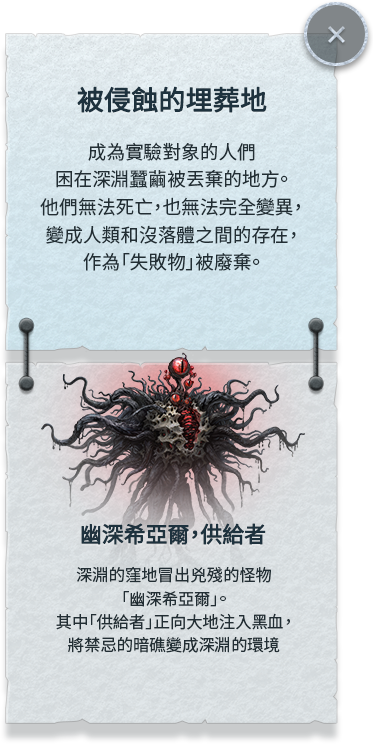 被侵蝕的埋葬地
成為實驗對象的人們
困在深淵蠶繭被丟棄的地方。
他們無法死亡，也無法完全變異，
變成人類和沒落體之間的存在，
作為「失敗物」被廢棄。
幽深希亞爾，供給者
深淵的窪地冒出兇殘的怪物
「幽深希亞爾」。
其中「供給者」正向大地注入黑血，
將禁忌的暗礁變成深淵的環境